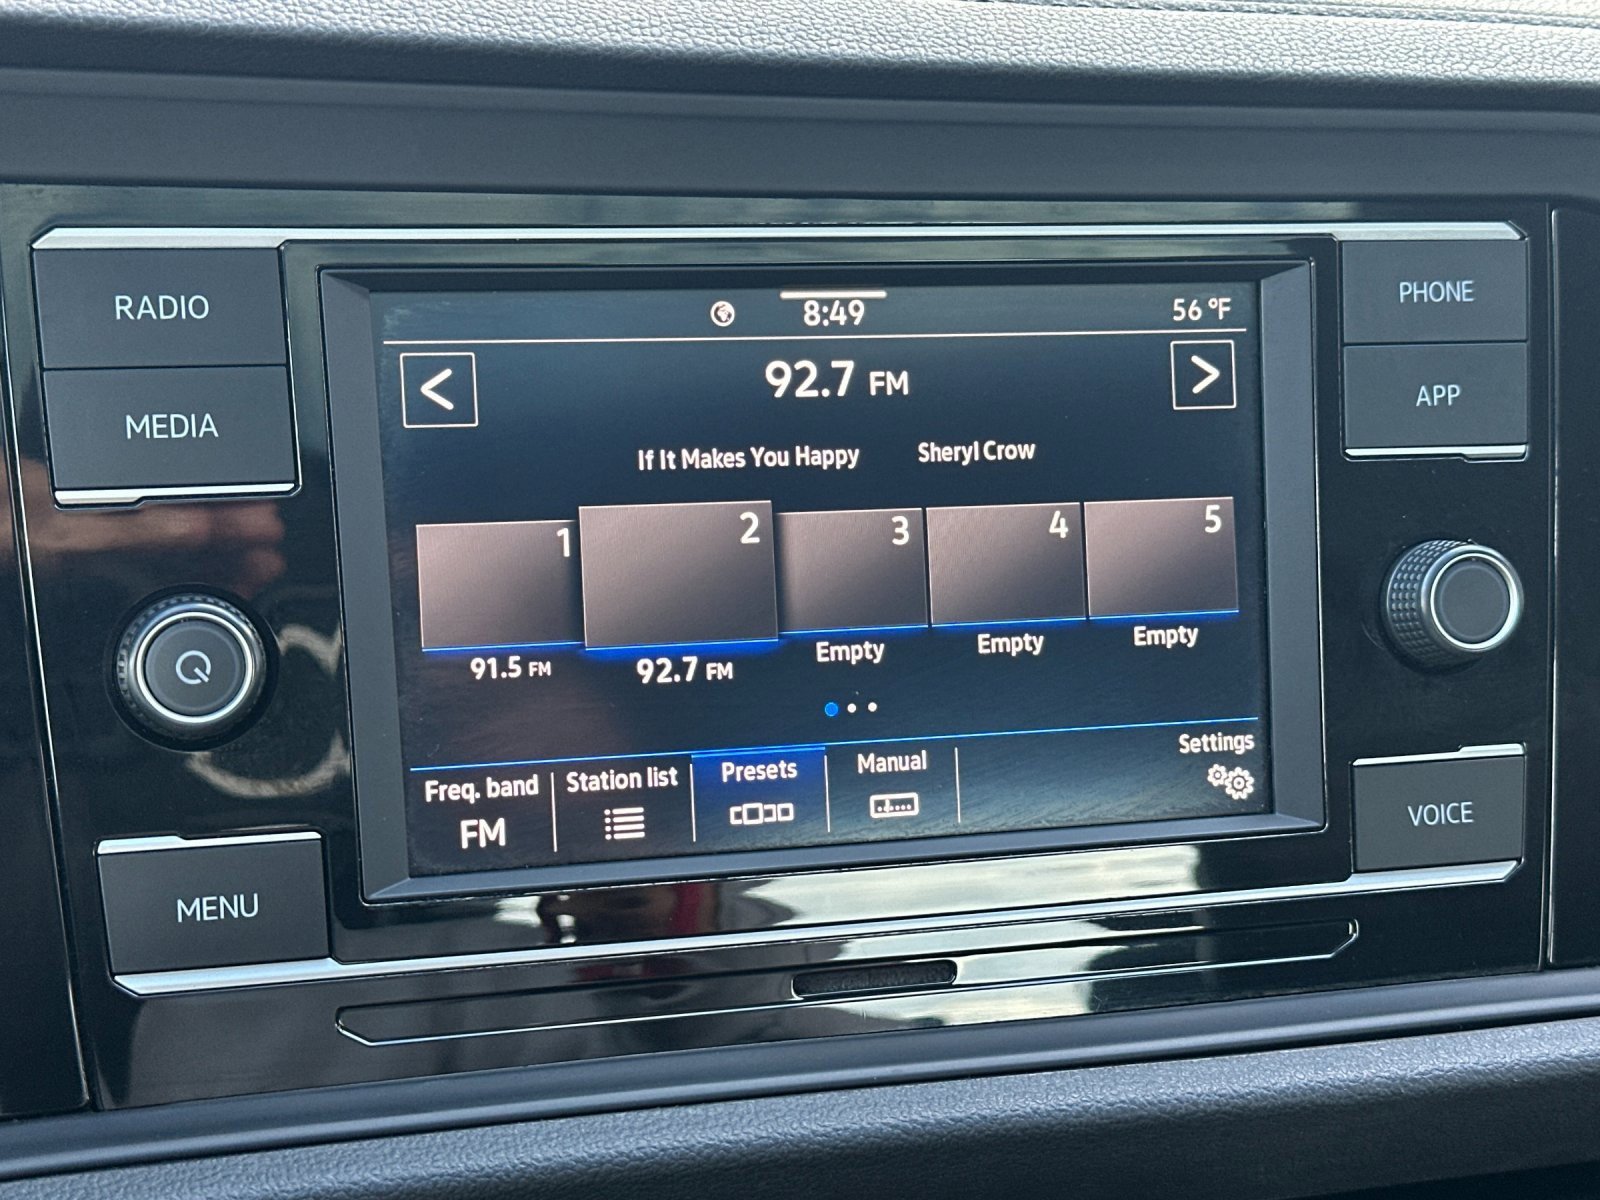 RADIO
MEDIA
MENU
8:49
56 °F
<
92.7 FM
>
If It Makes You Happy Sheryl Crow
1
2
3
4
5
91.5 FM
92.7 FM
Empty
Empty
Empty
Freq. band
FM
Station list
Presets
Manual
Settings
PHONE
APP
VOICE